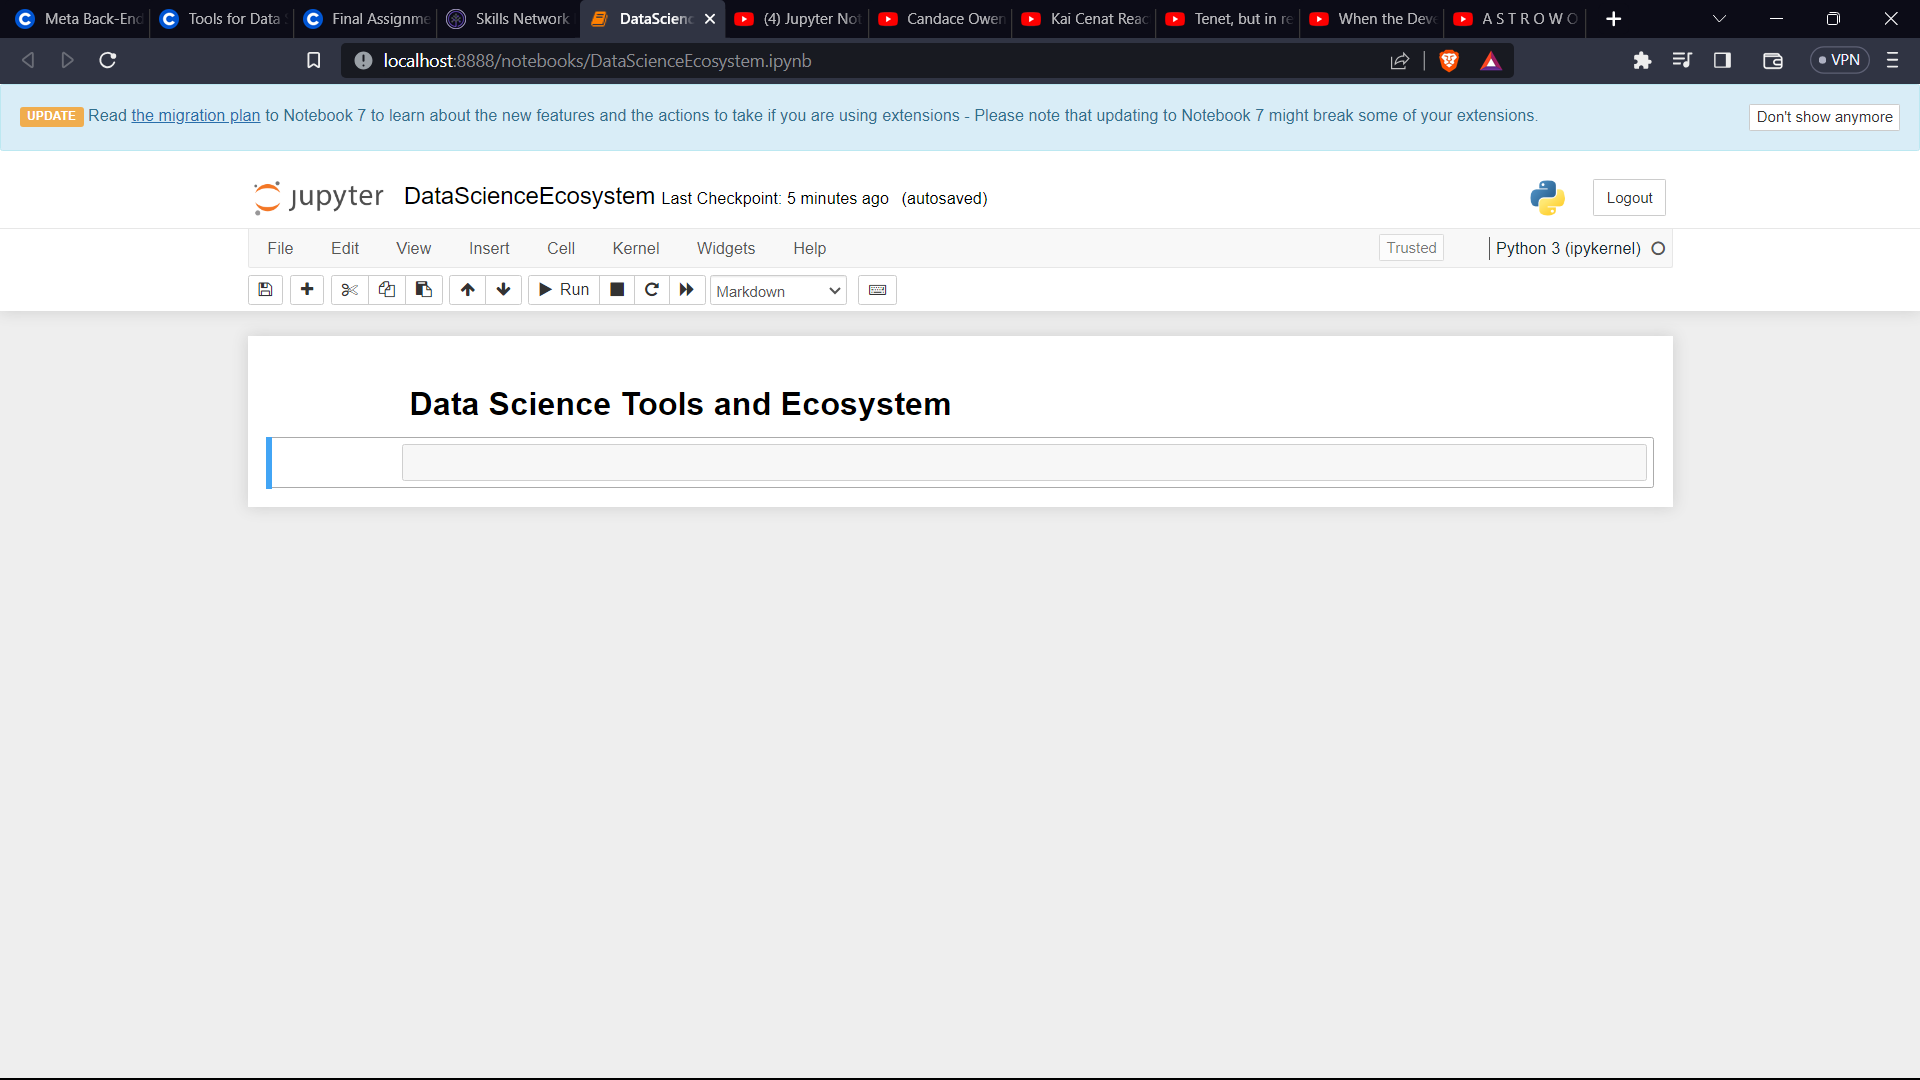 Meta Back-End
Tools for Data
Final Assignme
Skills Network
DataScienc
(4) Jupyter Not
Candace Owen
Kai Cenat Reac
Tenet, but in re
When the Deve
A S T R O W O
localhost:8888/notebooks/DataScienceEcosystem.ipynb
VPN
UPDATE Read the migration plan to Notebook 7 to learn about the new features and the actions to take if you are using extensions - Please note that updating to Notebook 7 might break some of your extensions.
Don't show anymore
jupyter DataScienceEcosystem Last Checkpoint: 5 minutes ago (autosaved)
Logout
File Edit View Insert Cell Kernel Widgets Help
Trusted
Python 3 (ipykernel)
Run
Markdown
Data Science Tools and Ecosystem